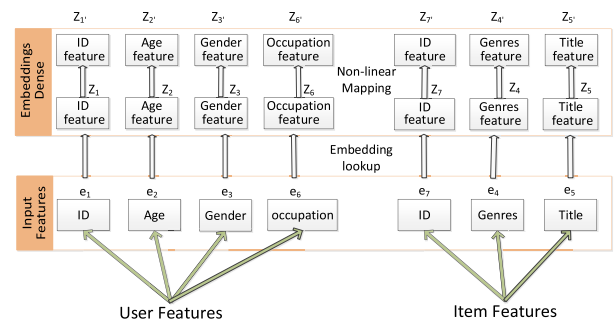 Z1' Z2' Z3' Z6' Z7' Z4' Z5'
Embeddings
Dense
ID
feature
Age
feature
Gender
feature
Occupation
feature
ID
feature
Genres
feature
Title
feature
Non-linear
Mapping
Z1 Z2 Z3 Z6 Z7 Z4 Z5
ID
feature
Age
feature
Gender
feature
Occupation
feature
ID
feature
Genres
feature
Title
feature
Embedding
lookup
Input
Features
e1 e2 e3 e6 e7 e4 e5
ID Age Gender occupation ID Genres Title
User Features Item Features